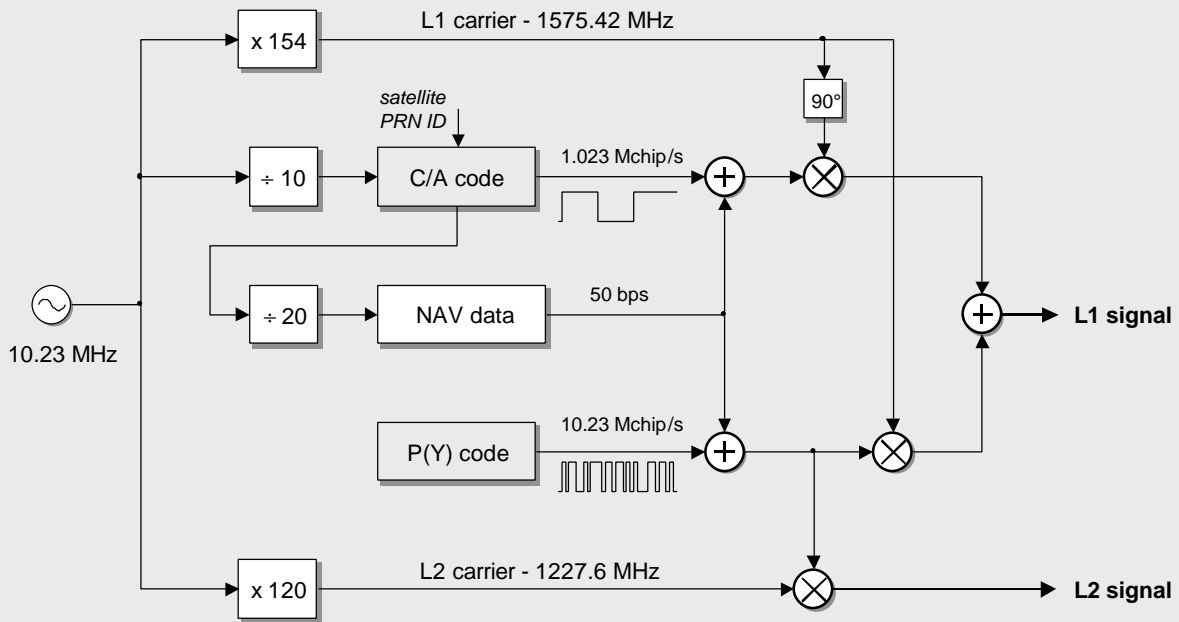 L1 carrier - 1575.42 MHz
x 154
90°
satellite
PRN ID
÷ 10
C/A code
1.023 Mchip/s
÷ 20
NAV data
50 bps
10.23 MHz
L1 signal
P(Y) code
10.23 Mchip/s
x 120
L2 carrier - 1227.6 MHz
L2 signal